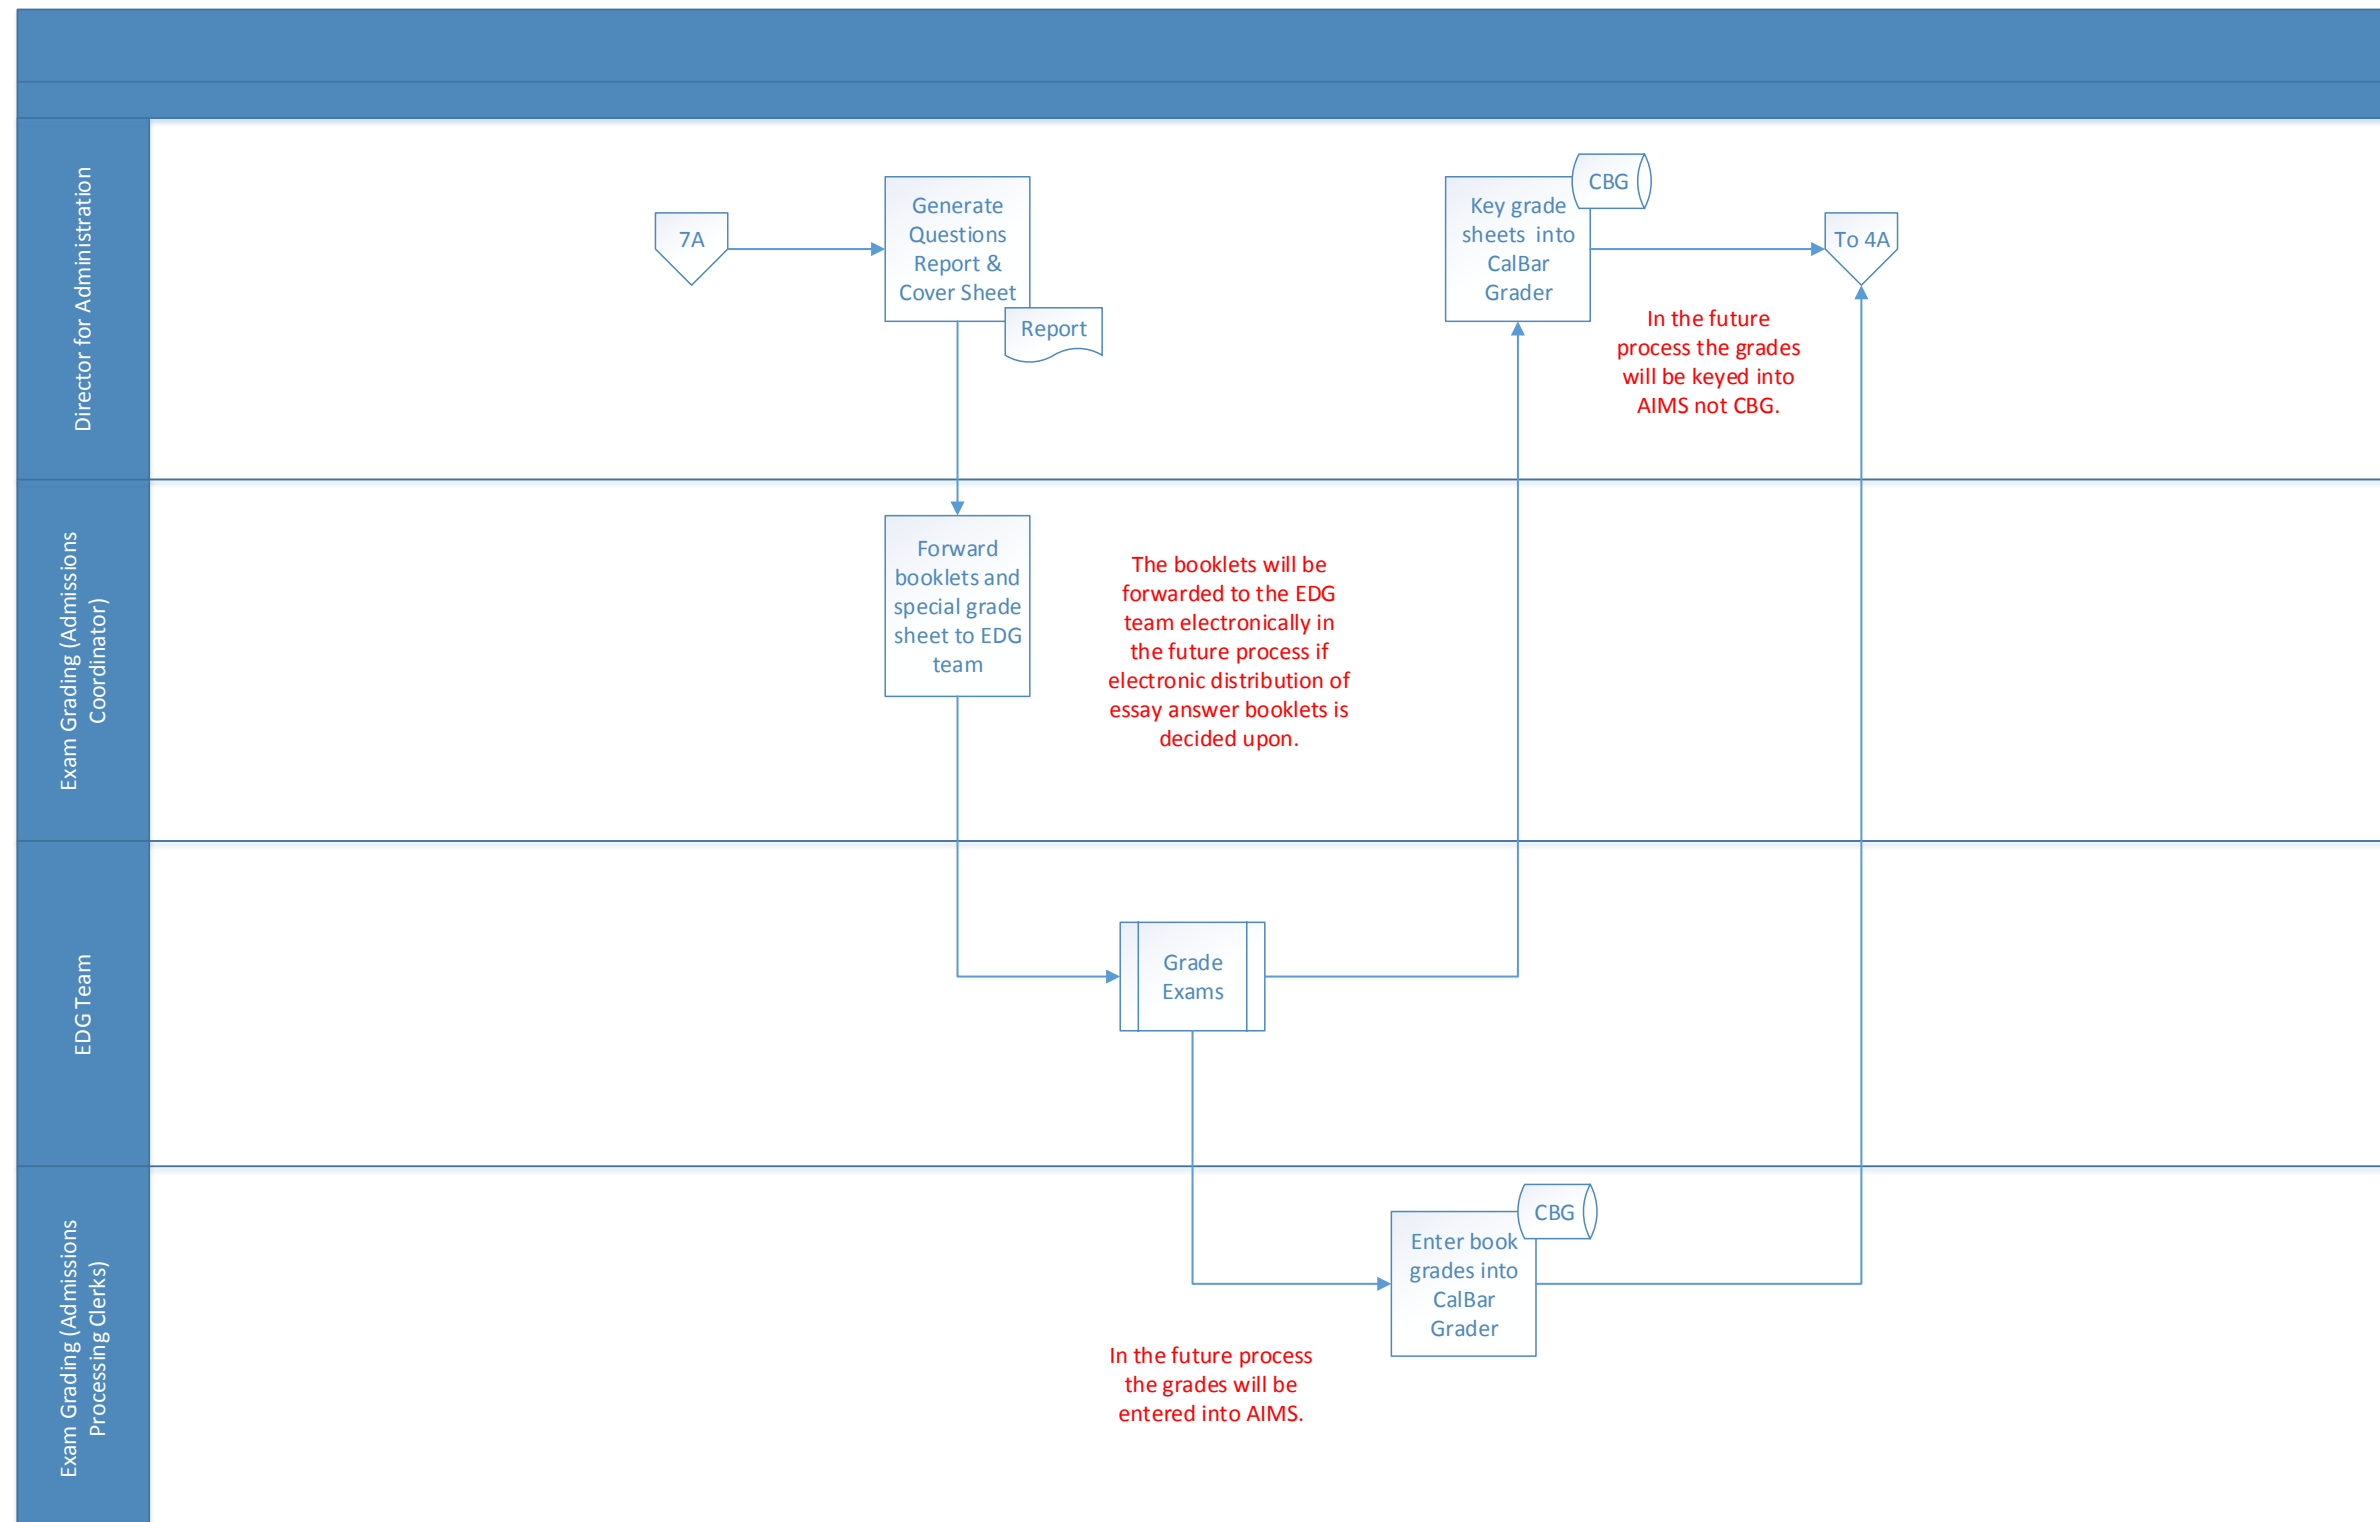 Director for Administration
7A
Generate
Questions
Report &
Cover Sheet
Report
Key grade
sheets  into
CalBar
Grader
CBG
To 4A
In the future
process the grades
will be keyed into
AIMS not CBG.
Exam Grading (Admissions
Coordinator)
Forward
booklets and
special grade
sheet to EDG
team
The booklets will be
forwarded to the EDG
team electronically in
the future process if
electronic distribution of
essay answer booklets is
decided upon.
EDG Team
Grade
Exams
Exam Grading (Admissions
Processing Clerks)
CBG
Enter book
grades into
CalBar
Grader
In the future process
the grades will be
entered into AIMS.